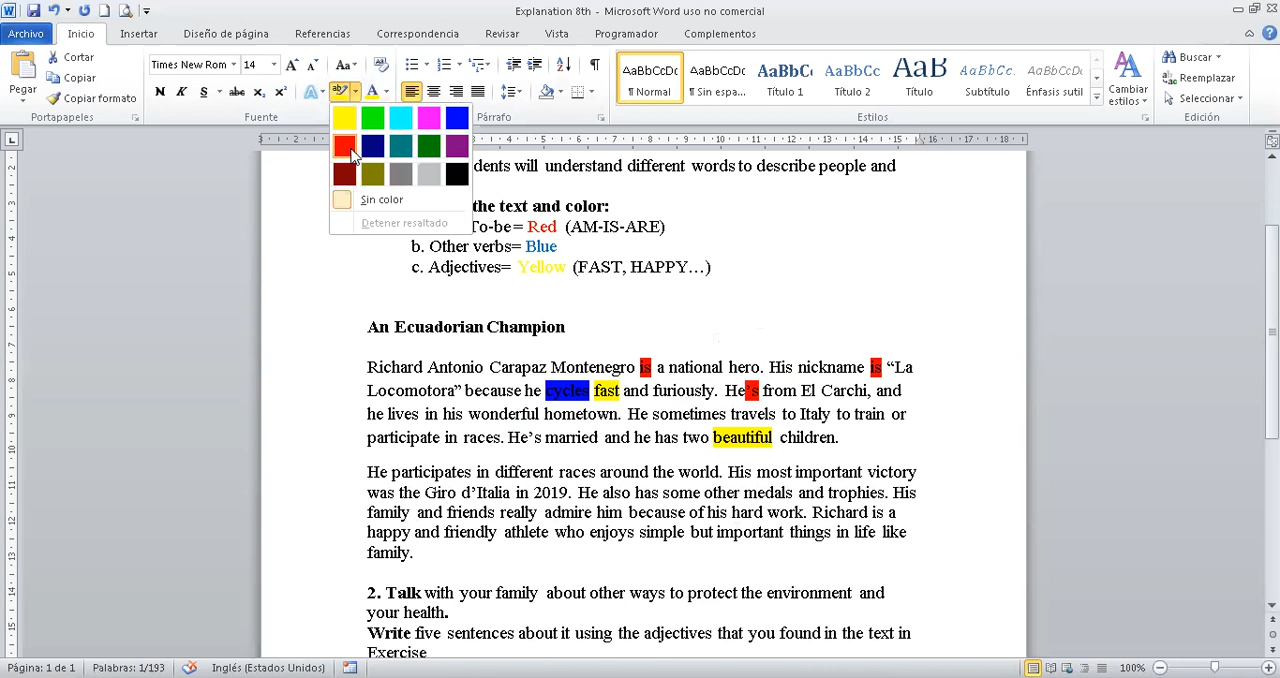 Explanation 8th - Microsoft Word uso no comercial
Archivo Inicio Insertar Diseño de página Referencias Correspondencia Revisar Vista Programador Complementos
Pegar
Cortar
Copiar
Copiar formato
Portapapeles
Times New Rom 14
Aa
N K S abc X₂ X²
Fuente
Párrafo
AaBbCcDc
¶ Normal
AaBbCcDc
¶ Sin espa...
AaBbCc
Título 1
AaBbCc
Título 2
AaB
Título
AaBbCc.
Subtítulo
AaBbCcDc
Énfasis sutil
Estilos
Cambiar
estilos
Buscar
Reemplazar
Seleccionar
Edición
Sin color
Detener resaltado
dents will understand different words to describe people and
the text and color:
To-be= Red (AM-IS-ARE)
b. Other verbs= Blue
c. Adjectives= Yellow (FAST, HAPPY…)
An Ecuadorian Champion
Richard Antonio Carapaz Montenegro is a national hero. His nickname is “La
Locomotora” because he cycles fast and furiously. He’s from El Carchi, and
he lives in his wonderful hometown. He sometimes travels to Italy to train or
participate in races. He’s married and he has two beautiful children.
He participates in different races around the world. His most important victory
was the Giro d’Italia in 2019. He also has some other medals and trophies. His
family and friends really admire him because of his hard work. Richard is a
happy and friendly athlete who enjoys simple but important things in life like
family.
2. Talk with your family about other ways to protect the environment and
your health.
Write five sentences about it using the adjectives that you found in the text in
Exercise
Página: 1 de 1 Palabras: 1/193 Inglés (Estados Unidos) 100%